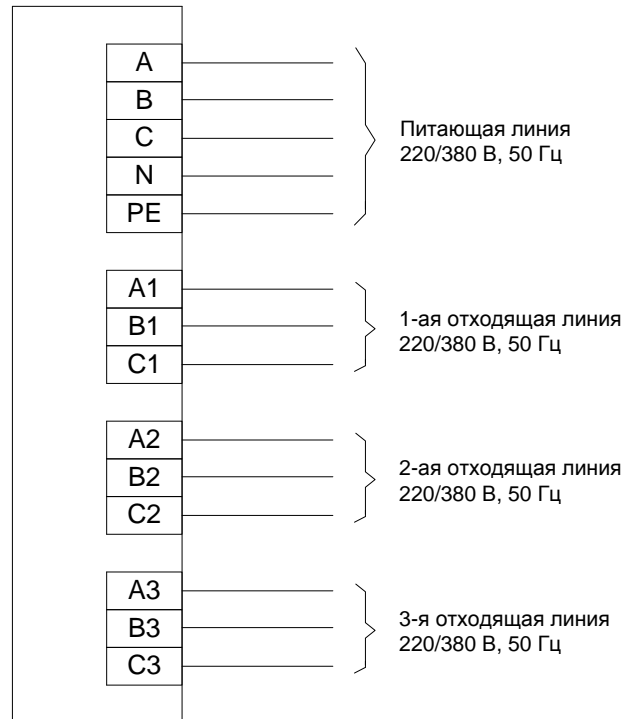 A
B
C
N
PE
Питающая линия
220/380 В, 50 Гц
A1
B1
C1
1-ая отходящая линия
220/380 В, 50 Гц
A2
B2
C2
2-ая отходящая линия
220/380 В, 50 Гц
A3
B3
C3
3-я отходящая линия
220/380 В, 50 Гц